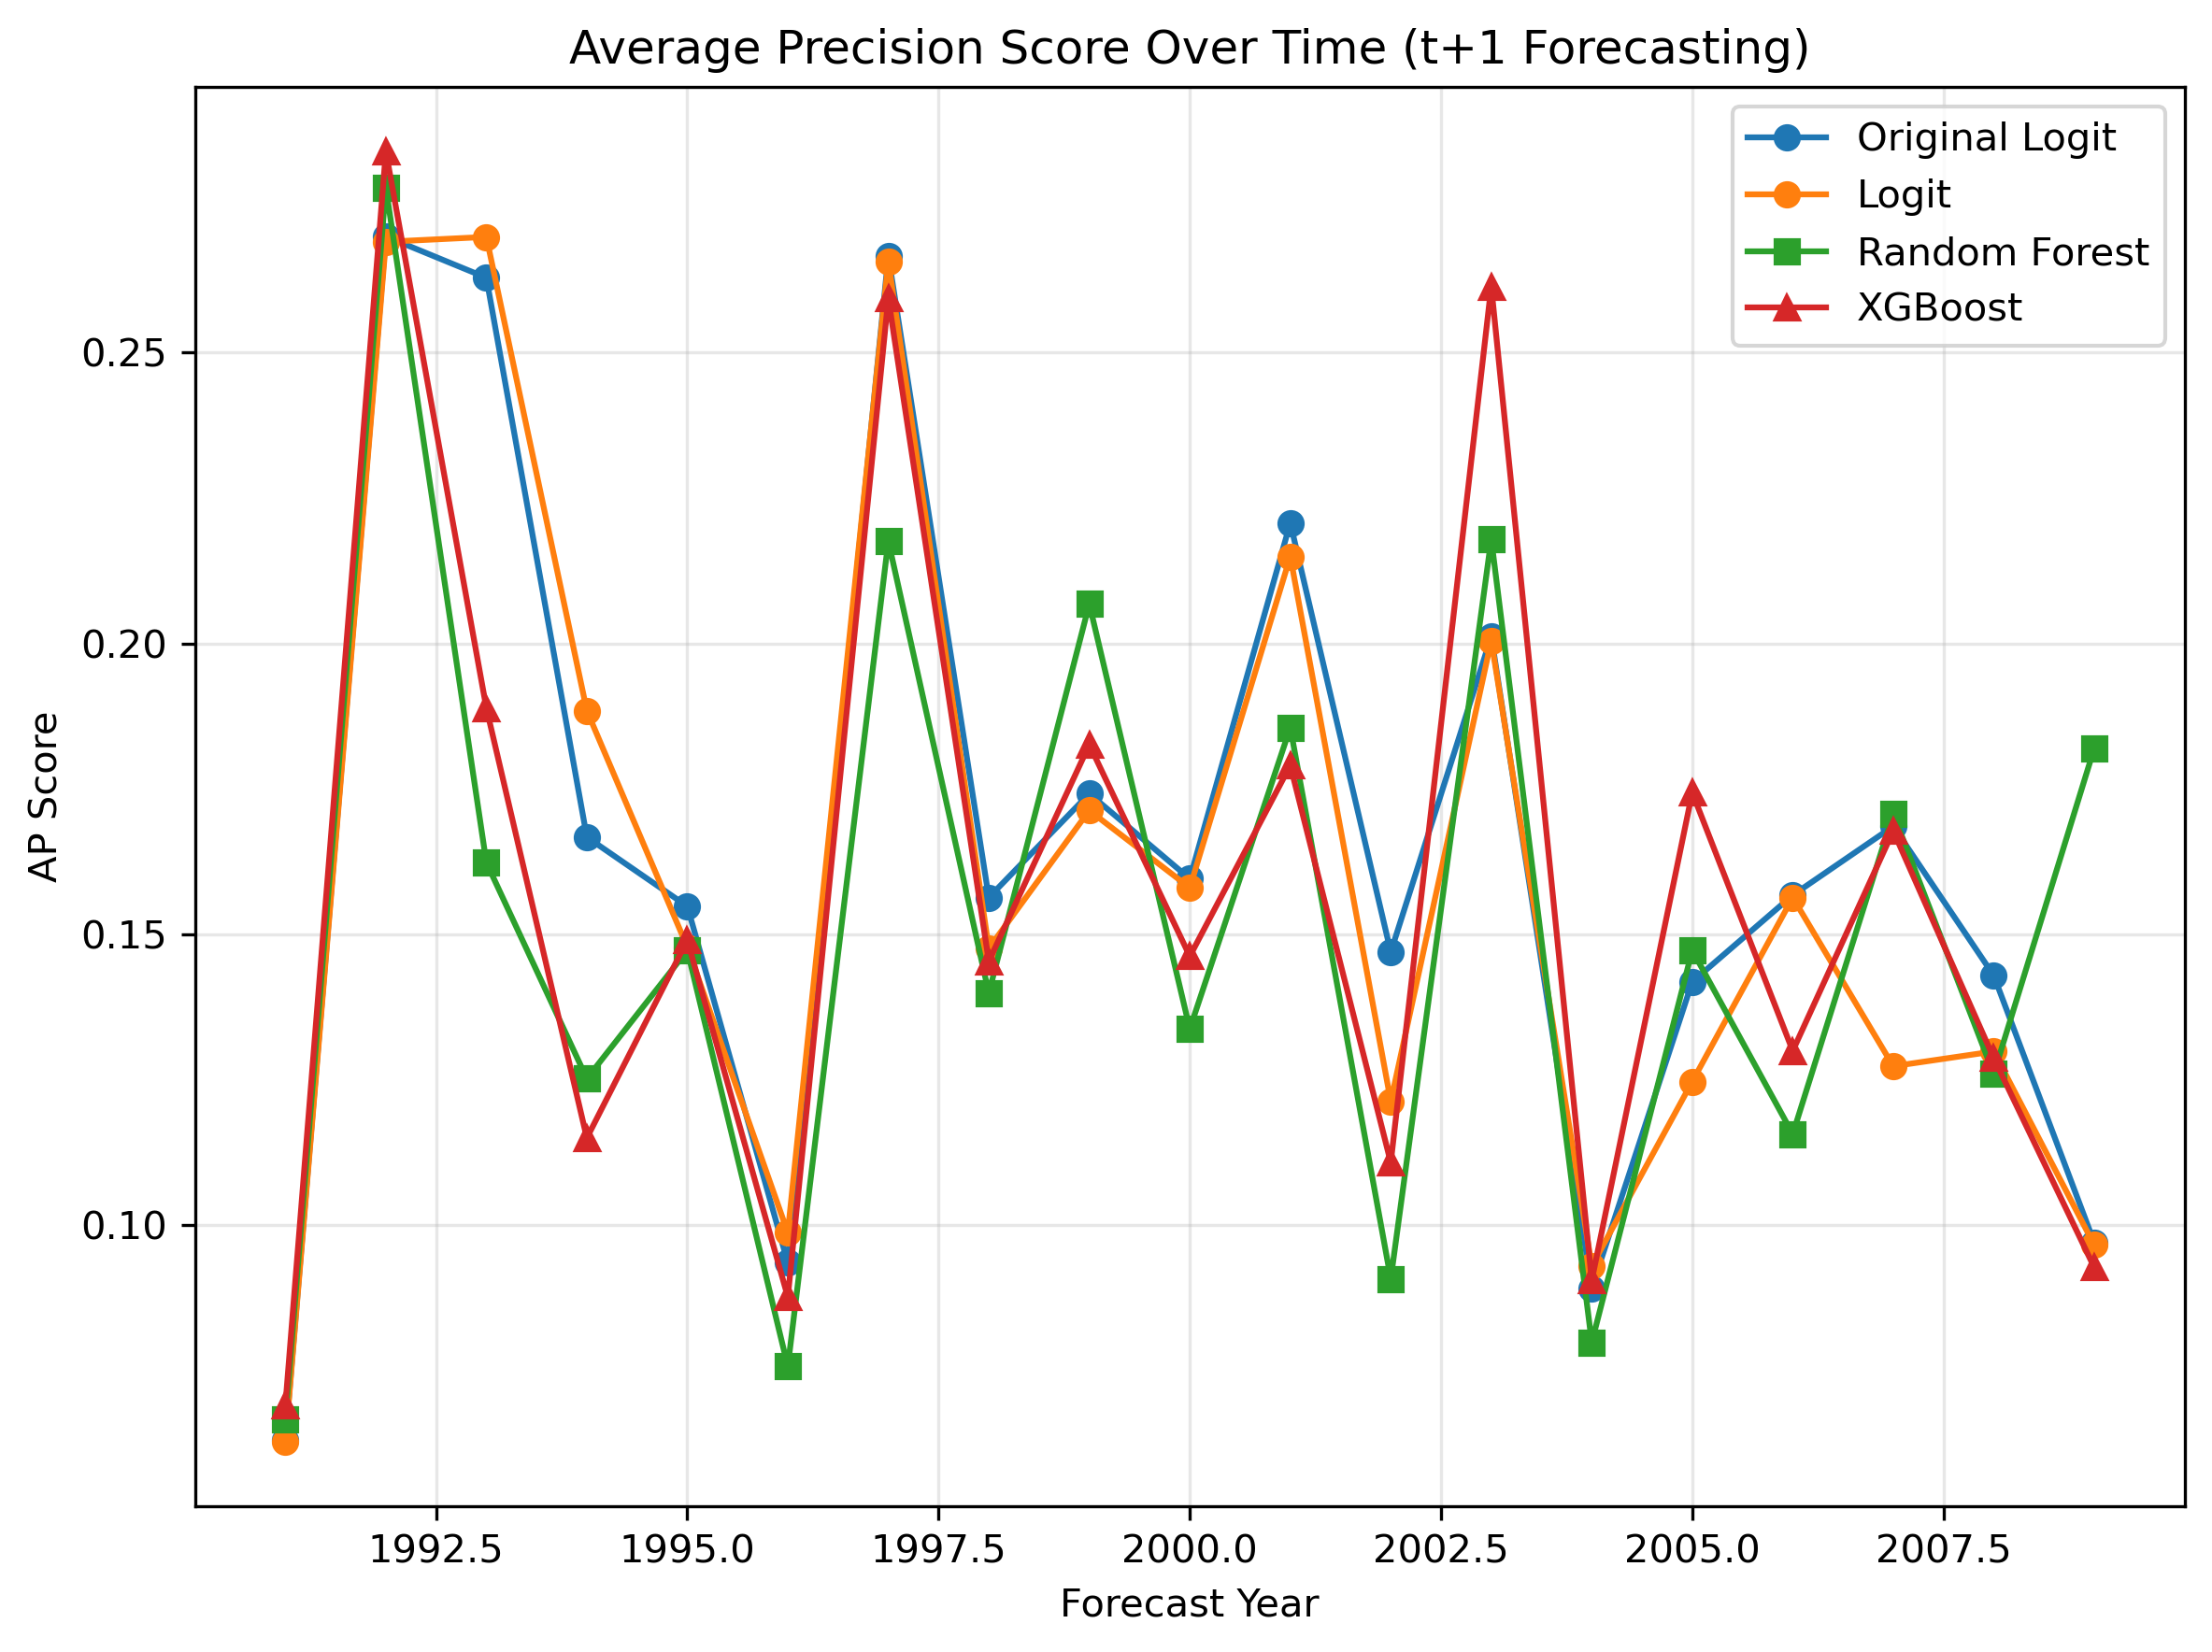 Average Precision Score Over Time (t+1 Forecasting)
Original Logit
Logit
Random Forest
XGBoost
0.25
0.20
0.15
0.10
AP Score
1992.5 1995.0 1997.5 2000.0 2002.5 2005.0 2007.5
Forecast Year